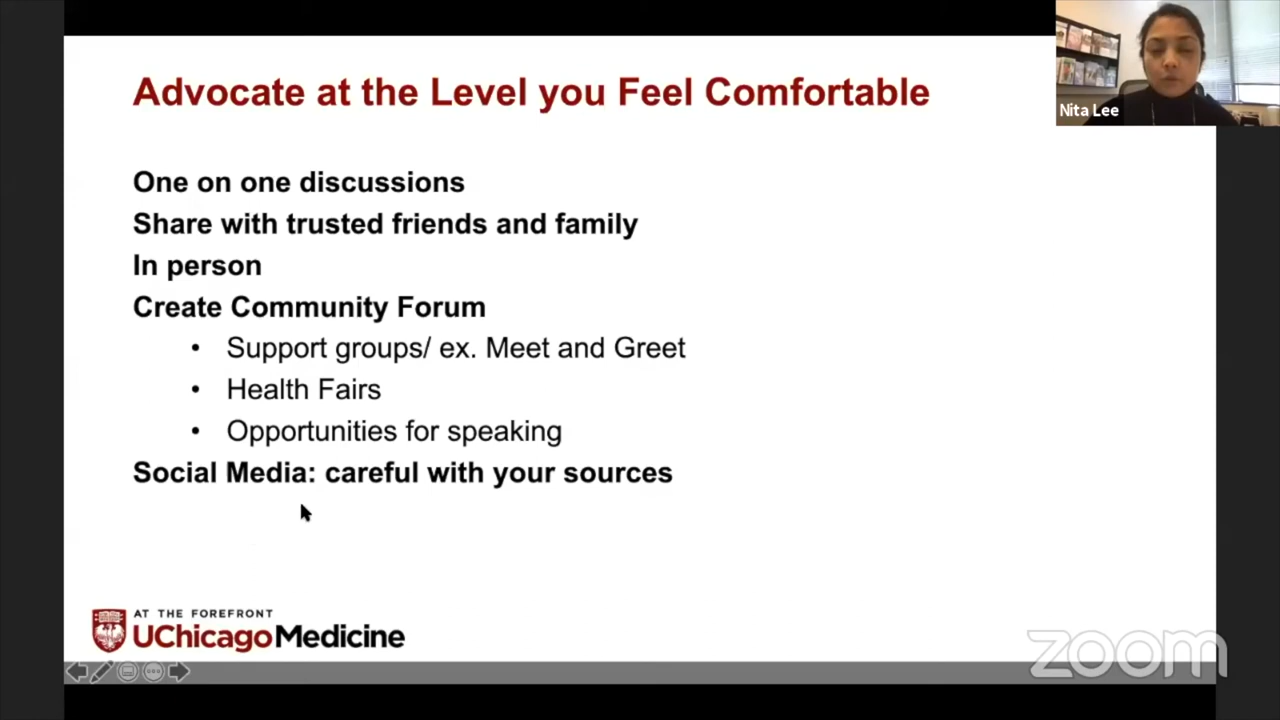 Advocate at the Level you Feel Comfortable
Nita Lee
One on one discussions
Share with trusted friends and family
In person
Create Community Forum
• Support groups/ ex. Meet and Greet
• Health Fairs
• Opportunities for speaking
Social Media: careful with your sources
AT THE FOREFRONT
UChicago Medicine
zoom